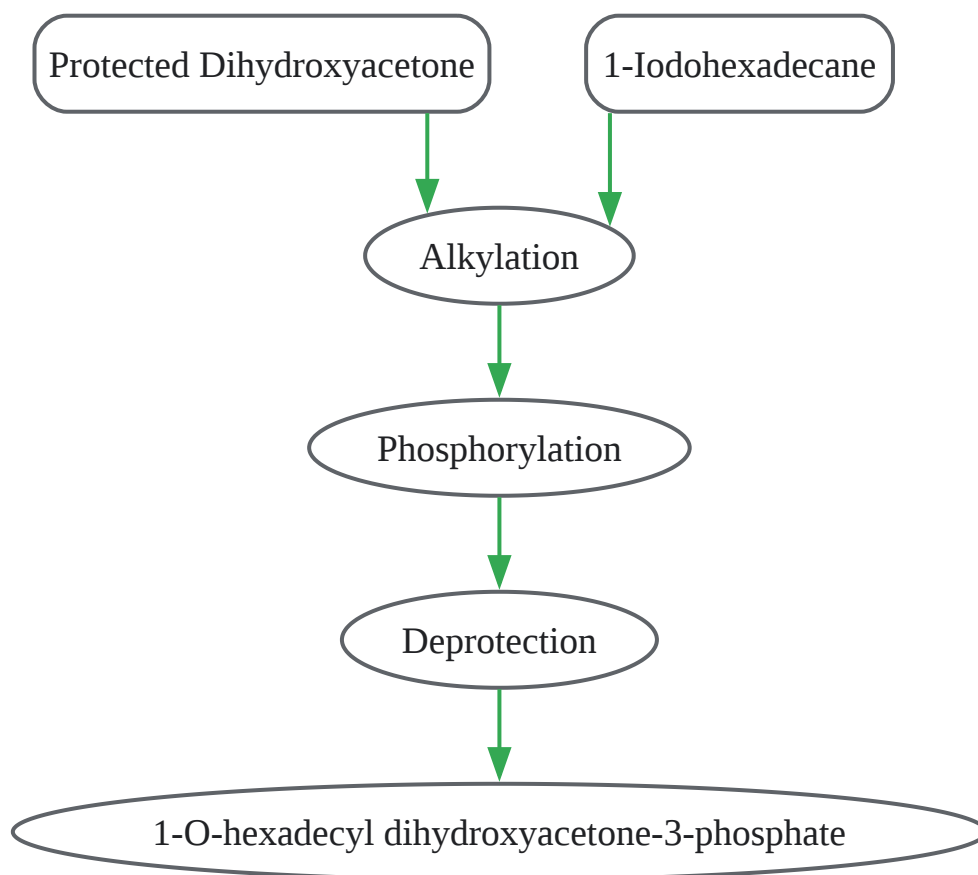 Protected Dihydroxyacetone
1-Iodohexadecane
Alkylation
Phosphorylation
Deprotection
1-O-hexadecyl dihydroxyacetone-3-phosphate